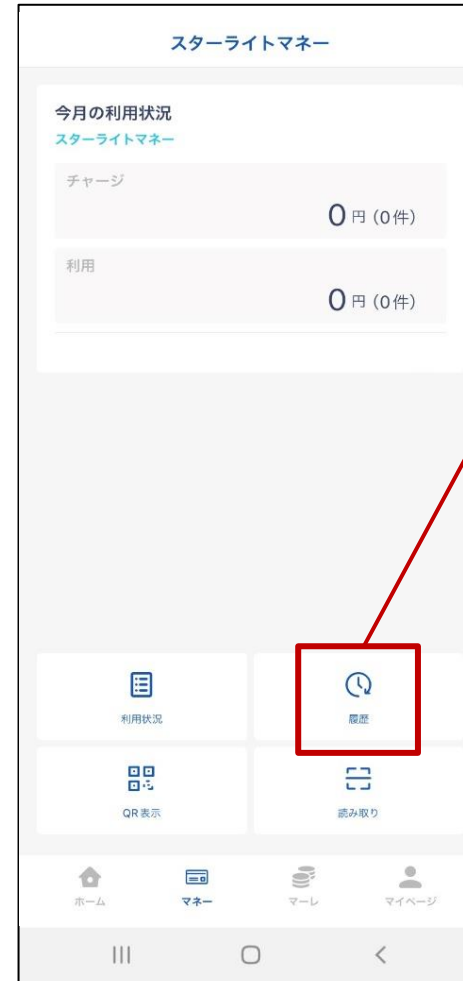 スターライトマネー
今月の利用状況
スターライトマネー
チャージ
0 円 (0件)
利用
0 円 (0件)
利用状況
履歴
QR表示
読み取り
ホーム
マネー
マーレ
マイページ